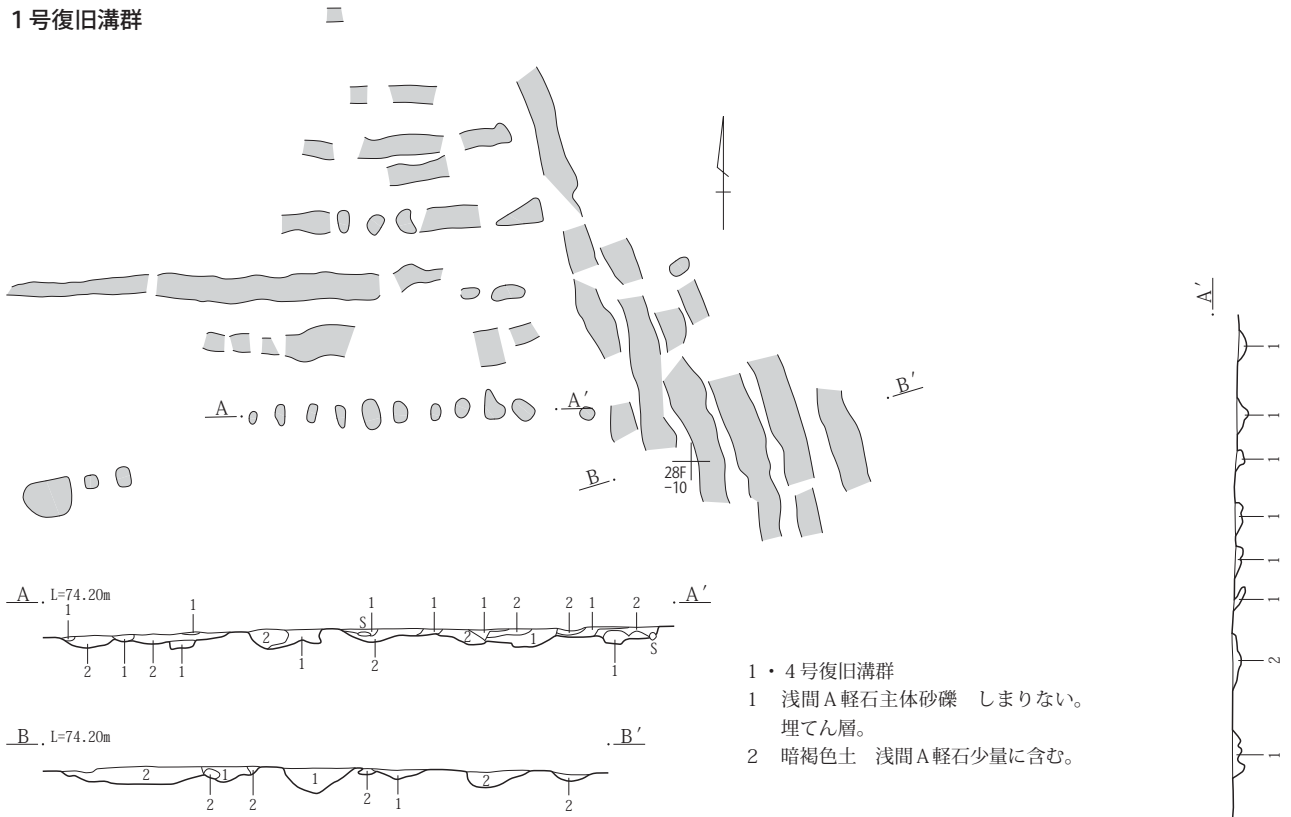 1号復旧溝群
A
A′
B′
B
28F
-10
A′
A L=74.20m A′
1 1 S 1 1 1 2 2 1 2
2 2 1 2 S
2 1 2 1 1 2 1
B L=74.20m B′
2 1 1 2
2 2 2 1 2
1・4号復旧溝群
1 浅間A軽石主体砂礫 しまりない。
埋てん層。
2 暗褐色土 浅間A軽石少量に含む。
1
1
1
1
1
1
2
1